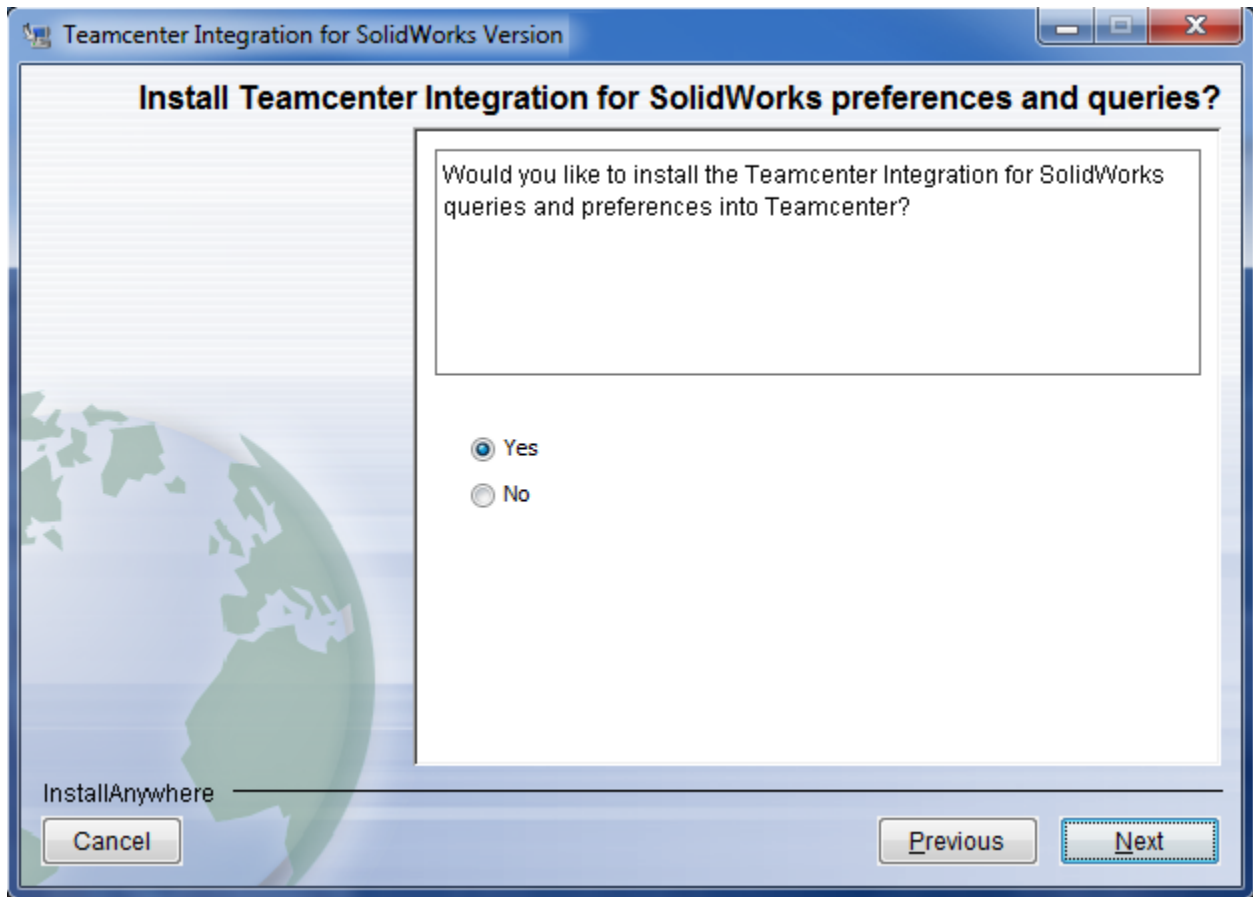 Teamcenter Integration for SolidWorks Version
Install Teamcenter Integration for SolidWorks preferences and queries?
Would you like to install the Teamcenter Integration for SolidWorks
queries and preferences into Teamcenter?
Yes
No
InstallAnywhere
Cancel
Previous
Next